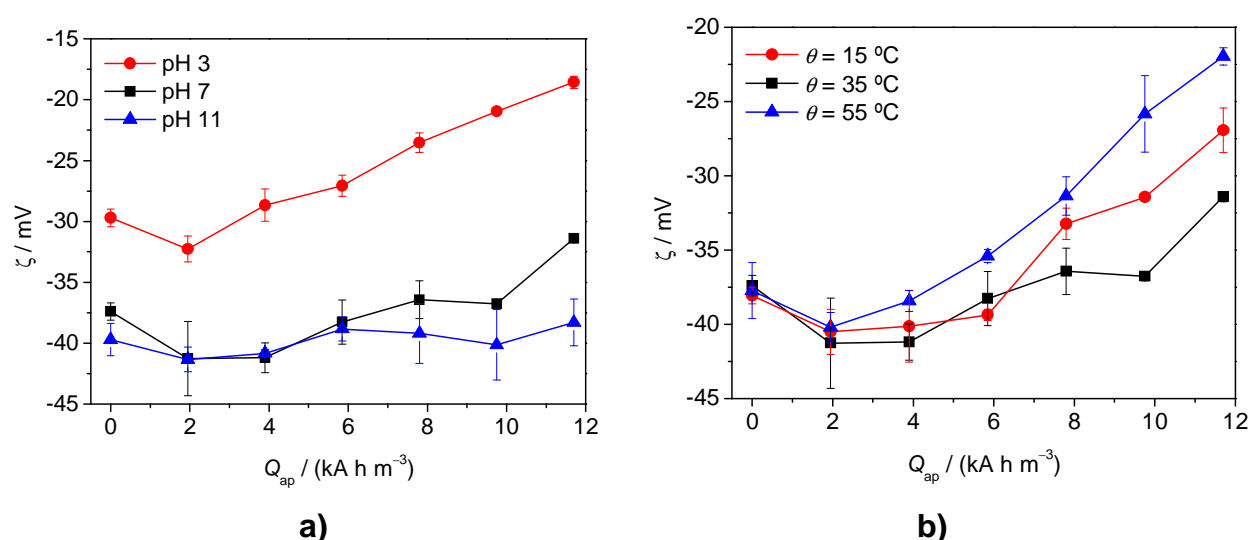 -15
-20
-25
-30
-35
-40
-45
ζ / mV
pH 3
pH 7
pH 11
0 2 4 6 8 10 12
Q_ap / (kA h m⁻³)
a)
-20
-25
-30
-35
-40
-45
ζ / mV
θ = 15 ºC
θ = 35 ºC
θ = 55 ºC
0 2 4 6 8 10 12
Q_ap / (kA h m⁻³)
b)